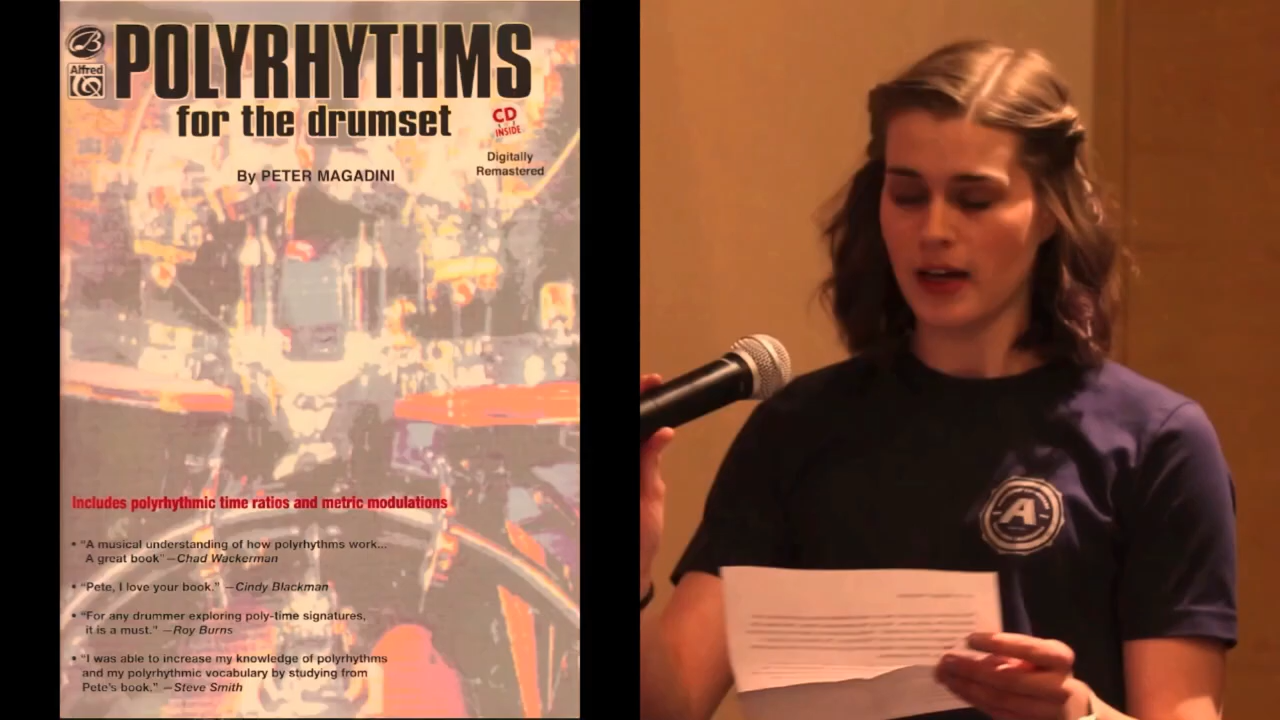 POLYRHYTHMS
Alfred
for the drumset
CD
INSIDE
Digitally
Remastered
By PETER MAGADINI
Includes polyrhythmic time ratios and metric modulations
• "A musical understanding of how polyrhythms work...
A great book" —Chad Wackerman
• "Pete, I love your book." —Cindy Blackman
• "For any drummer exploring poly-time signatures,
it is a must." —Roy Burns
• "I was able to increase my knowledge of polyrhythms
and my polyrhythmic vocabulary by studying from
Pete's book." —Steve Smith
A